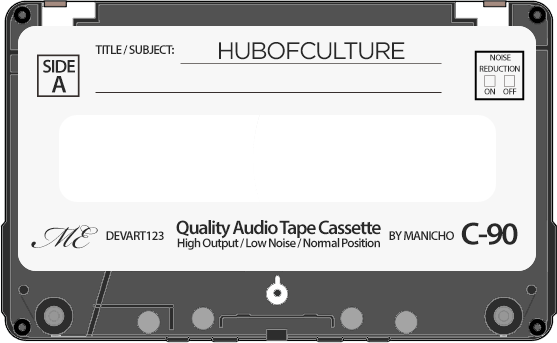 TITLE / SUBJECT: HUBOFCULTURE
SIDE
A
NOISE
REDUCTION
ON OFF
ME DEVART123 Quality Audio Tape Cassette BY MANICHO C-90
High Output / Low Noise / Normal Position